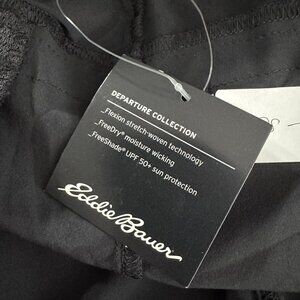 DEPARTURE COLLECTION
_Flexion stretch-woven technology
_FreeDry® moisture wicking
_FreeShade® UPF 50+ sun protection
Eddie Bauer